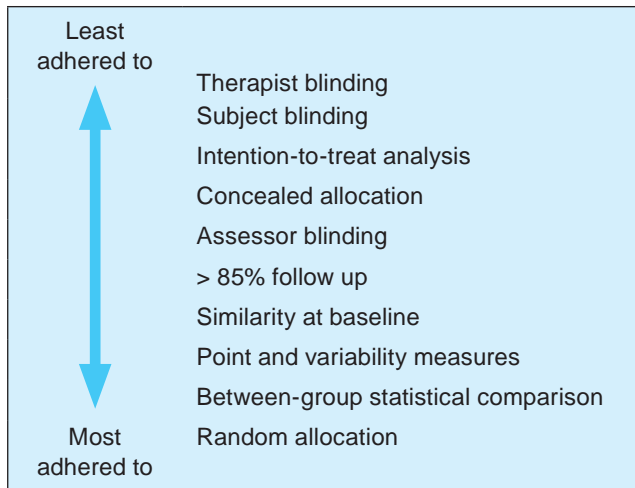 Least
adhered to
Therapist blinding
Subject blinding
Intention-to-treat analysis
Concealed allocation
Assessor blinding
> 85% follow up
Similarity at baseline
Point and variability measures
Between-group statistical comparison
Most
adhered to
Random allocation